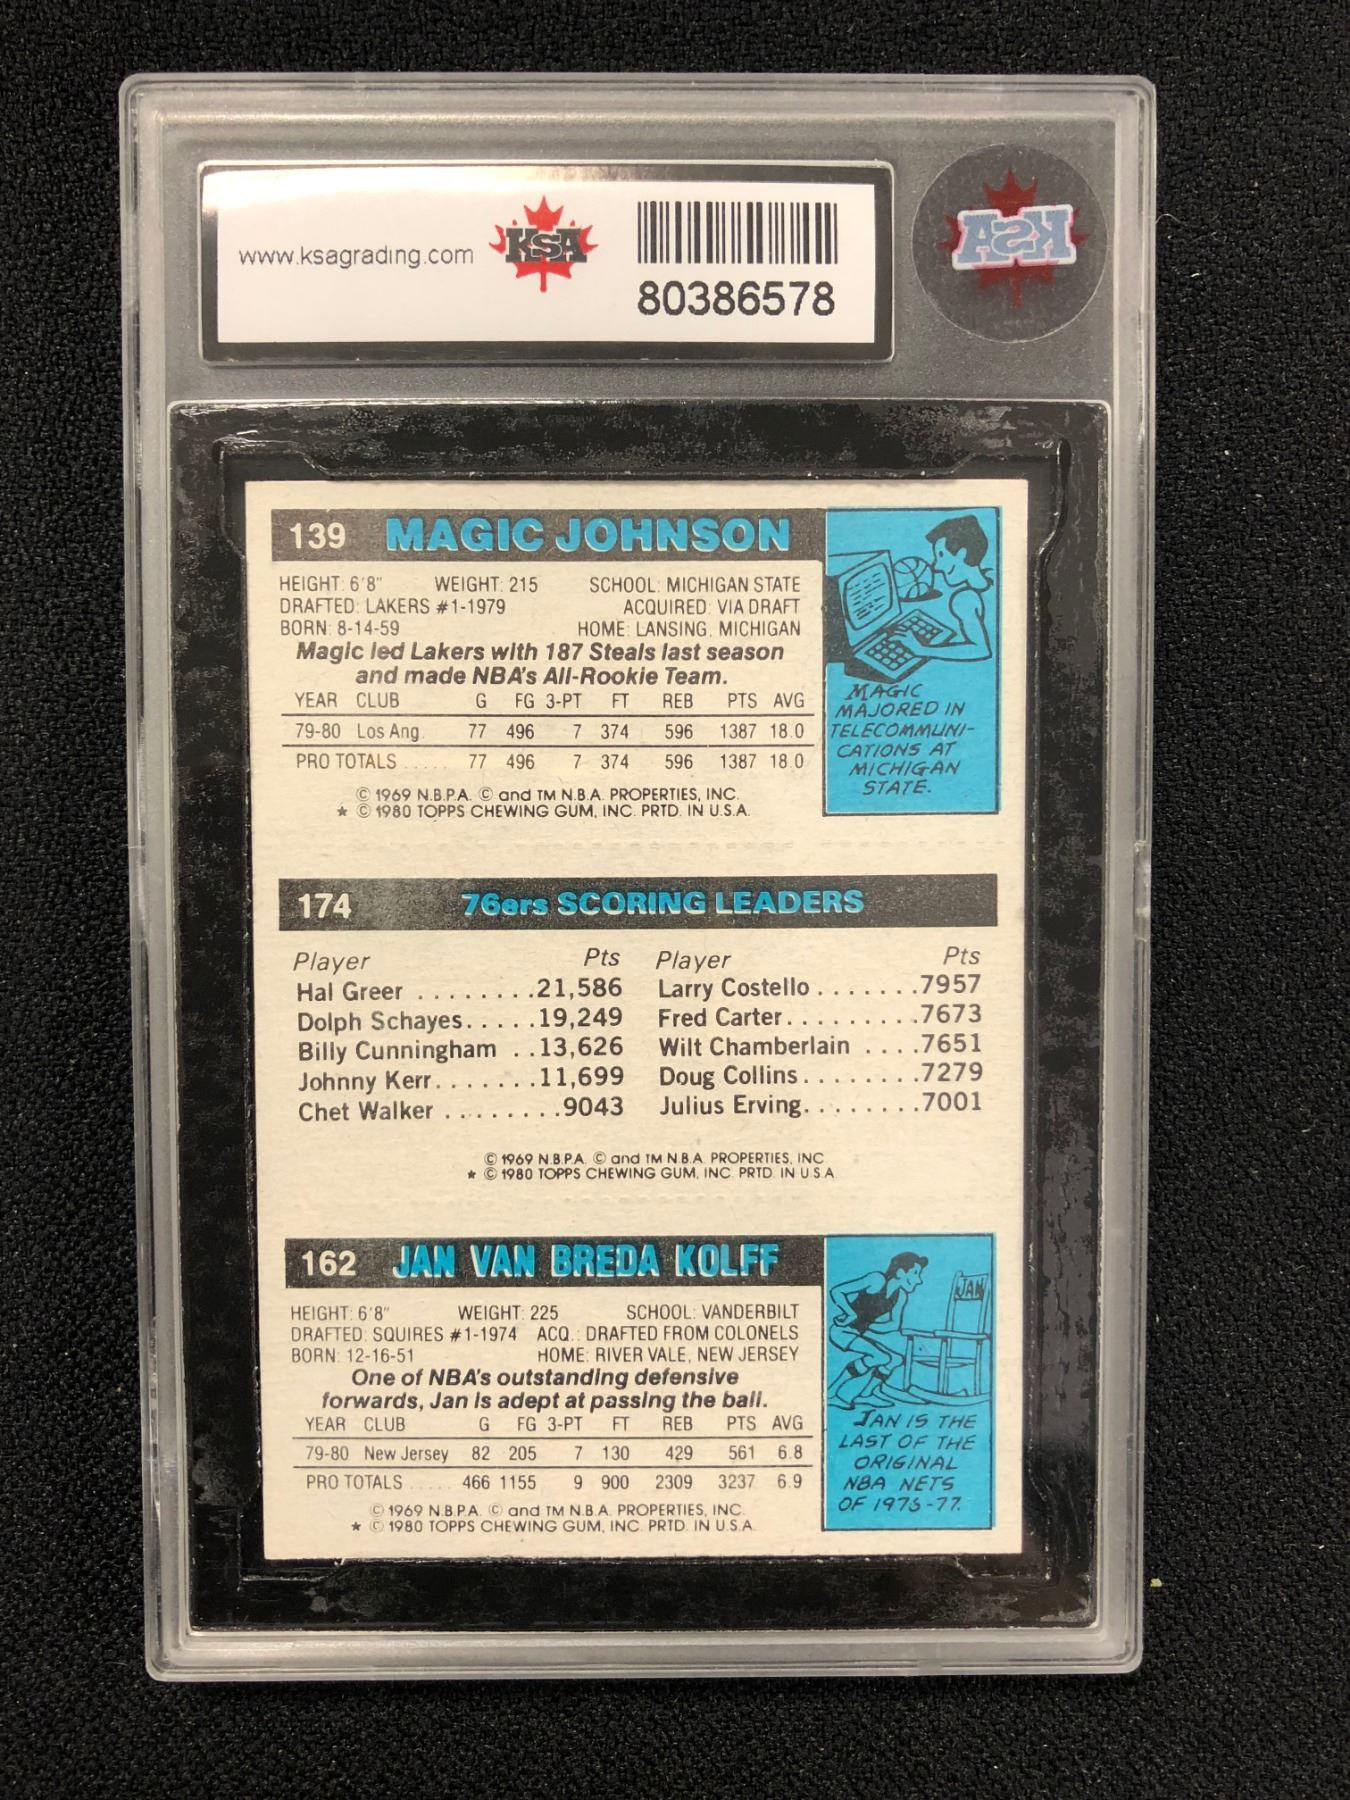 www.ksagrading.com
KSA
80386578
KSA
139 MAGIC JOHNSON
HEIGHT: 6'8" WEIGHT: 215 SCHOOL: MICHIGAN STATE
DRAFTED: LAKERS #1-1979 ACQUIRED: VIA DRAFT
BORN: 8-14-59 HOME: LANSING, MICHIGAN
Magic led Lakers with 187 Steals last season
and made NBA's All-Rookie Team.
YEAR CLUB G FG 3-PT FT REB PTS AVG
79-80 Los Ang. 77 496 7 374 596 1387 18.0
PRO TOTALS ..... 77 496 7 374 596 1387 18.0
© 1969 N.B.P.A. © and TM N.B.A. PROPERTIES, INC.
★ © 1980 TOPPS CHEWING GUM, INC. PRTD. IN U.S.A.
MAGIC
MAJORED IN
TELECOMMUNI-
CATIONS AT
MICHIGAN
STATE.
174 76ers SCORING LEADERS
Player Pts Player Pts
Hal Greer ........21,586 Larry Costello .......7957
Dolph Schayes.....19,249 Fred Carter.........7673
Billy Cunningham ..13,626 Wilt Chamberlain ....7651
Johnny Kerr.......11,699 Doug Collins........7279
Chet Walker ........9043 Julius Erving........7001
© 1969 N.B.P.A. © and TM N.B.A. PROPERTIES, INC
★ © 1980 TOPPS CHEWING GUM, INC. PRTD. IN U.S.A.
162 JAN VAN BREDA KOLFF
HEIGHT: 6'8" WEIGHT: 225 SCHOOL: VANDERBILT
DRAFTED: SQUIRES #1-1974 ACQ.: DRAFTED FROM COLONELS
BORN: 12-16-51 HOME: RIVER VALE, NEW JERSEY
One of NBA's outstanding defensive
forwards, Jan is adept at passing the ball.
YEAR CLUB G FG 3-PT FT REB PTS AVG
79-80 New Jersey 82 205 7 130 429 561 6.8
PRO TOTALS ..... 466 1155 9 900 2309 3237 6.9
© 1969 N.B.P.A. © and TM N.B.A. PROPERTIES, INC.
★ © 1980 TOPPS CHEWING GUM, INC. PRTD. IN U.S.A.
JAN
JAN IS THE
LAST OF THE
ORIGINAL
NBA NETS
OF 1976-77.